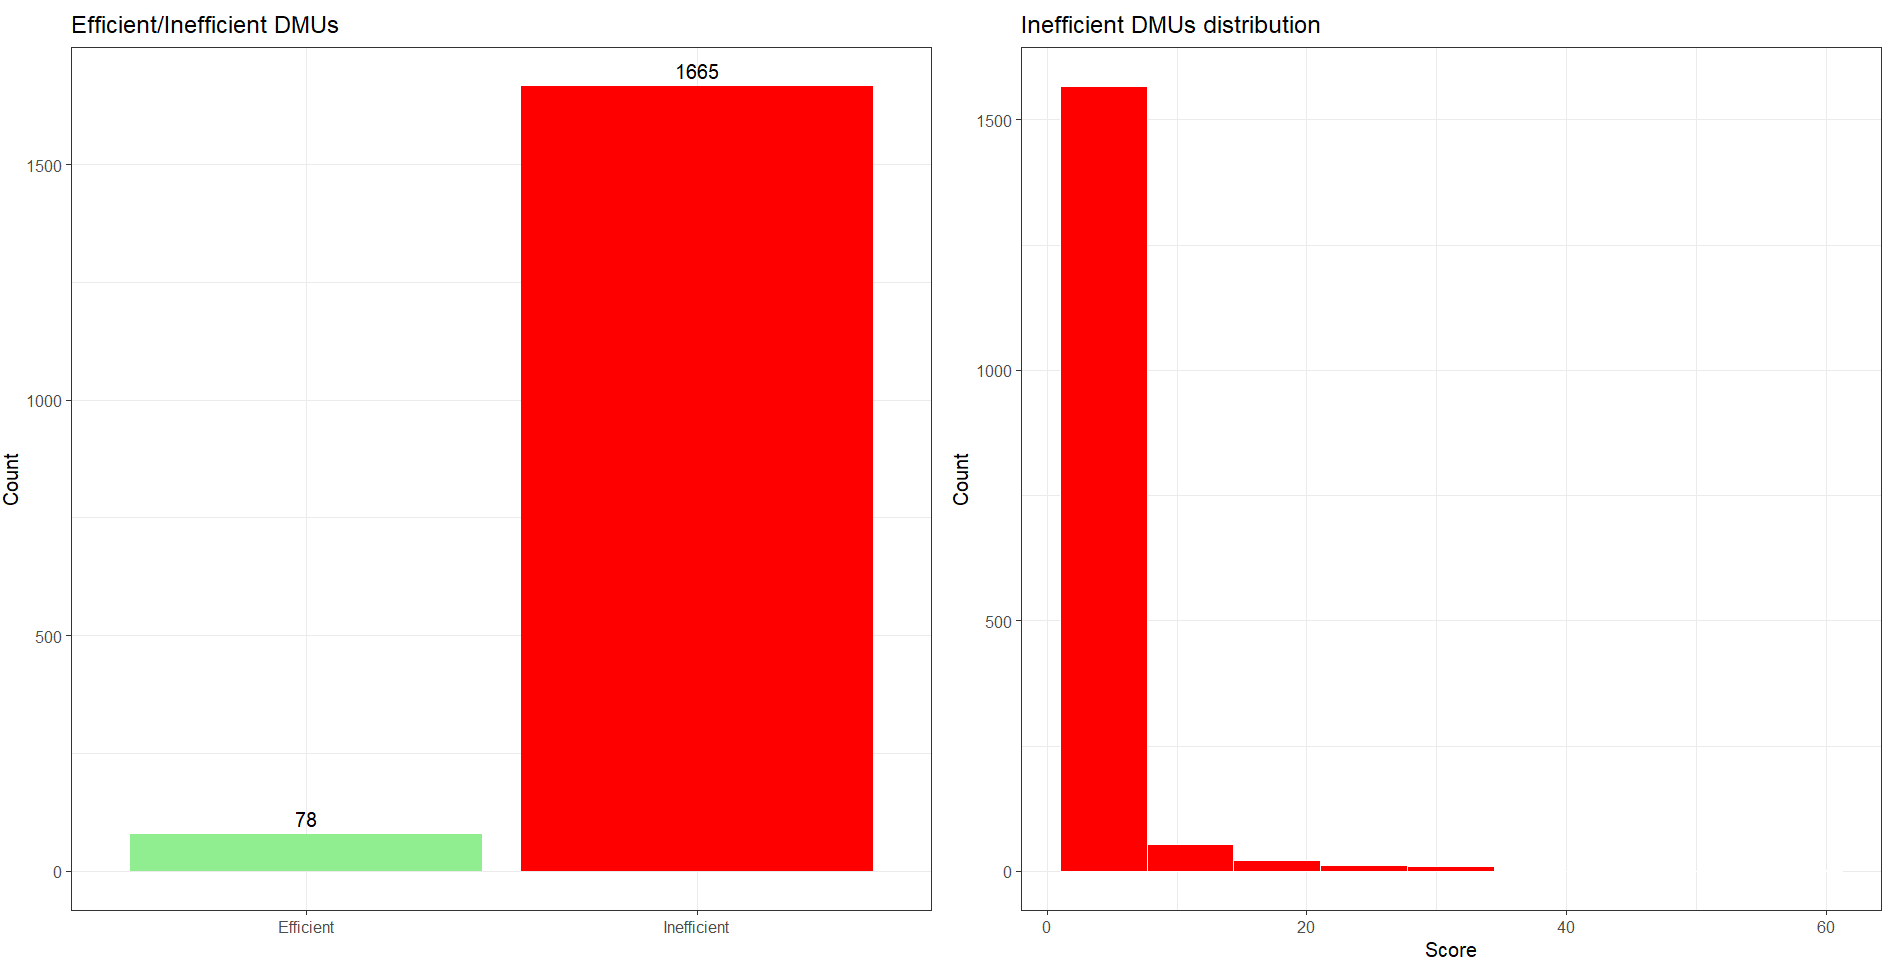 Efficient/Inefficient DMUs
1665
78
1500
1000
500
0
Count
Efficient
Inefficient
Inefficient DMUs distribution
1500
1000
500
0
Count
0
20
40
60
Score